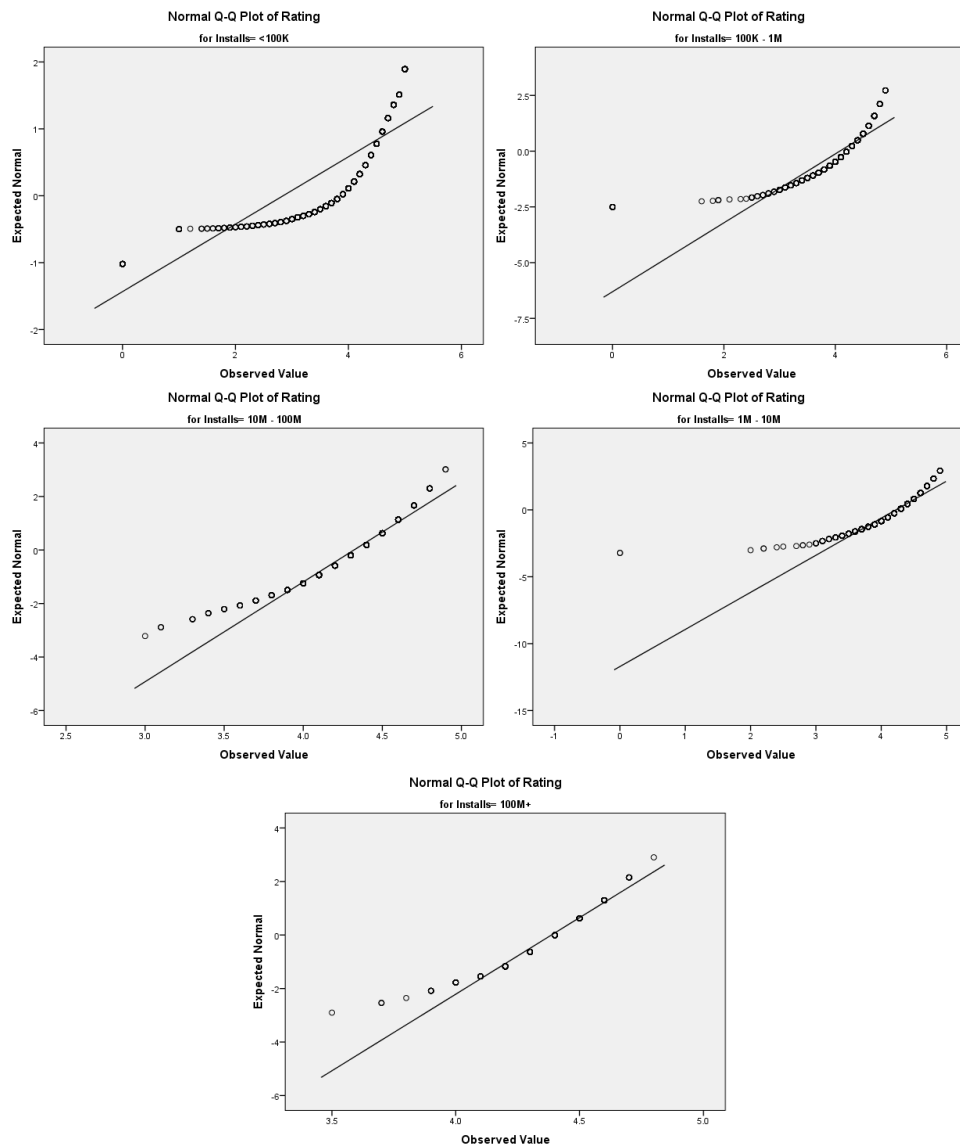 Normal Q-Q Plot of Rating
for Installs= <100K
2
1
0
-1
-2
Expected Normal
0 2 4 6
Observed Value
Normal Q-Q Plot of Rating
for Installs= 100K - 1M
2.5
0.0
-2.5
-5.0
-7.5
Expected Normal
0 2 4 6
Observed Value
Normal Q-Q Plot of Rating
for Installs= 10M - 100M
4
2
0
-2
-4
-6
Expected Normal
2.5 3.0 3.5 4.0 4.5 5.0
Observed Value
Normal Q-Q Plot of Rating
for Installs= 1M - 10M
5
0
-5
-10
-15
Expected Normal
-1 0 1 2 3 4 5
Observed Value
Normal Q-Q Plot of Rating
for Installs= 100M+
4
2
0
-2
-4
-6
Expected Normal
3.5 4.0 4.5 5.0
Observed Value